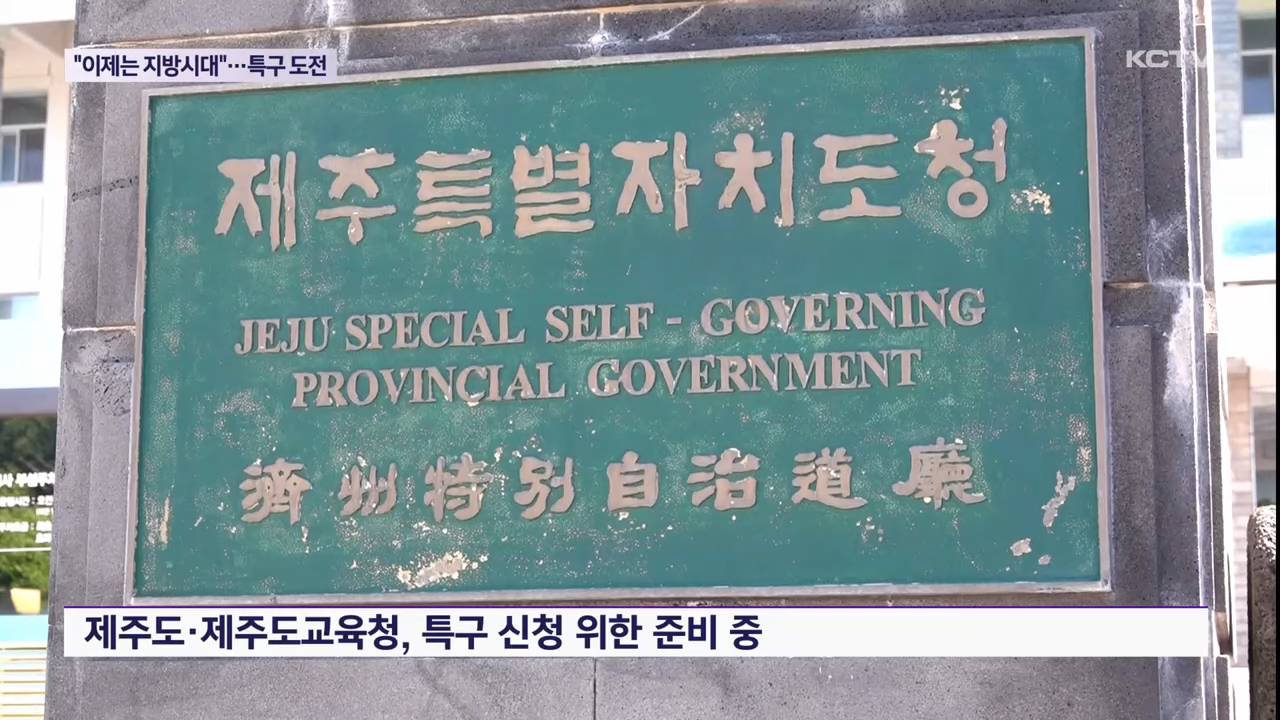 "이제는 지방시대"…특구 도전
KCTV
제주특별자치도청
JEJU SPECIAL SELF - GOVERNING
PROVINCIAL GOVERNMENT
濟州特別自治道廳
제주도·제주도교육청, 특구 신청 위한 준비 중